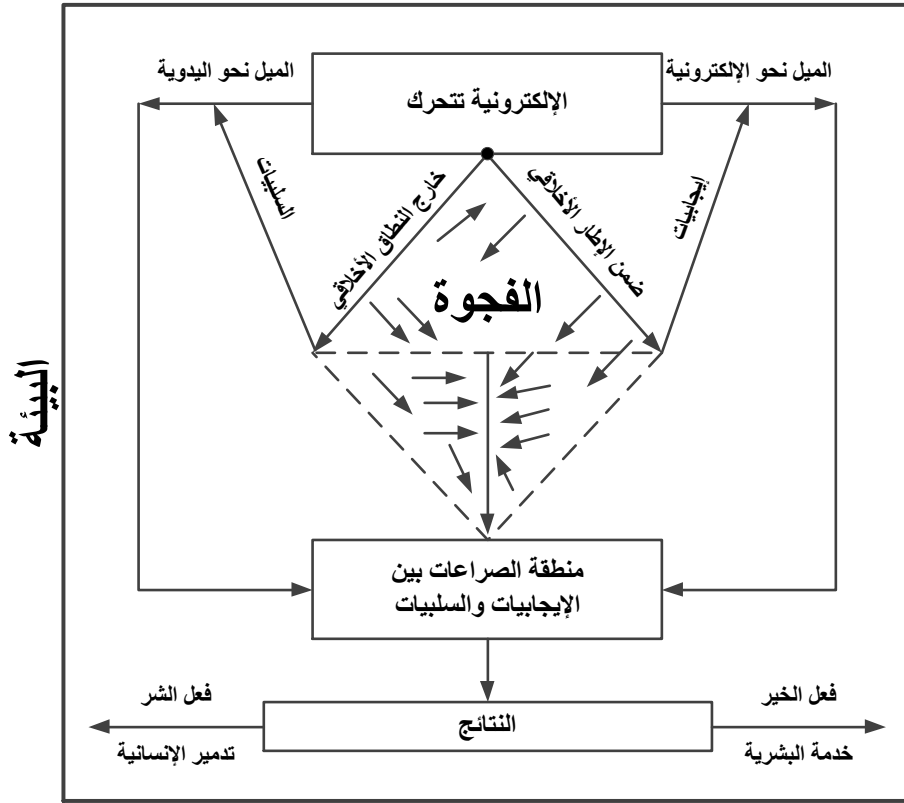 الميل نحو الإلكترونية
الإلكترونية تتحرك
الميل نحو اليدوية
إيجابيات
ضمن الإطار الأخلاقي
خارج النطاق الأخلاقي
السلبيات
الفجوة
البيئة
منطقة الصراعات بين
الإيجابيات والسلبيات
فعل الخير
خدمة البشرية
النتائج
فعل الشر
تدمير الإنسانية